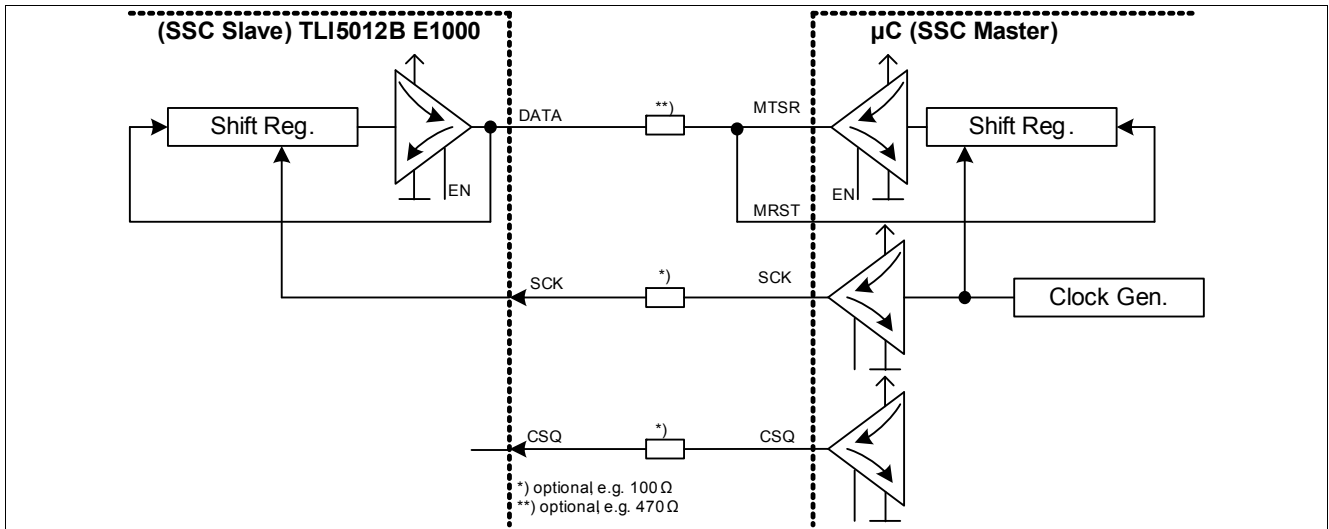 (SSC Slave) TLI5012B E1000
µC (SSC Master)
Shift Reg.
EN
DATA
**)
MTSR
EN
Shift Reg.
MRST
SCK
*)
SCK
Clock Gen.
CSQ
*)
CSQ
*) optional, e.g. 100 Ω
**) optional, e.g. 470 Ω